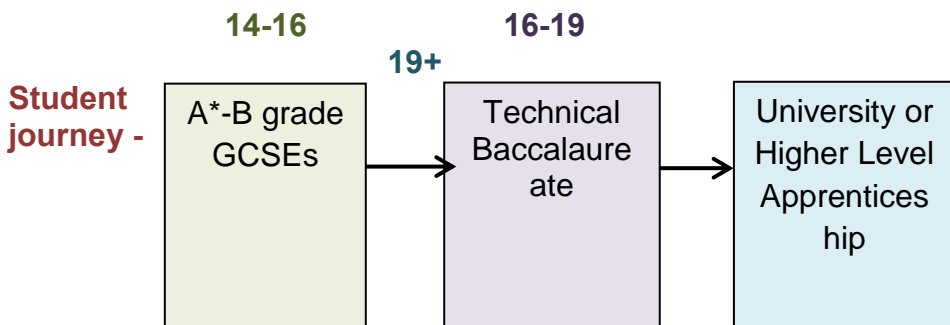 14-16 16-19
19+
Student
journey -
A*-B grade
GCSEs
Technical
Baccalaure
ate
University or
Higher Level
Apprentices
hip